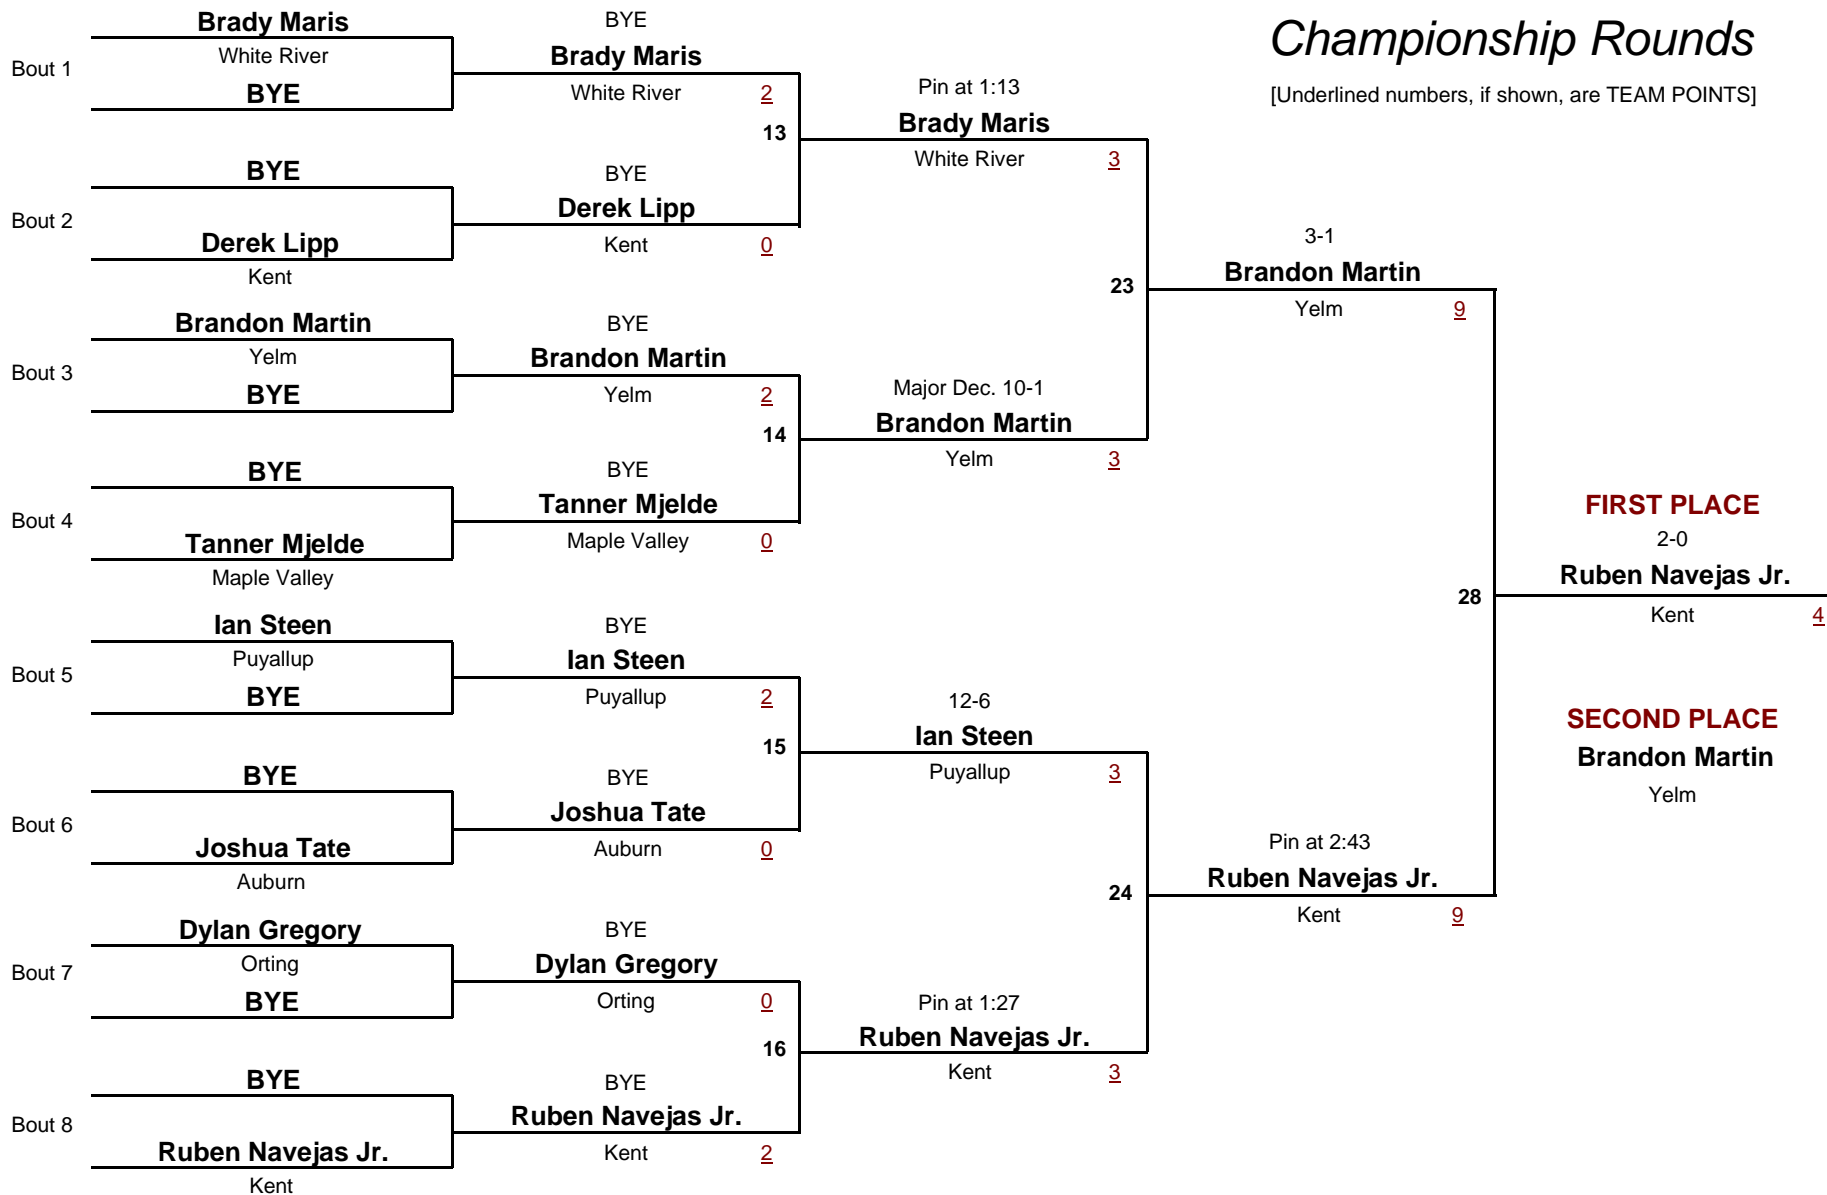 Championship Rounds
[Underlined numbers, if shown, are TEAM POINTS]
Bout 1
Brady Maris
White River
BYE
Bout 2
BYE
Derek Lipp
Kent
Bout 3
Brandon Martin
Yelm
BYE
Bout 4
BYE
Tanner Mjelde
Maple Valley
Bout 5
Ian Steen
Puyallup
BYE
Bout 6
BYE
Joshua Tate
Auburn
Bout 7
Dylan Gregory
Orting
BYE
Bout 8
BYE
Ruben Navejas Jr.
Kent
BYE
Brady Maris
White River 2
13
BYE
Derek Lipp
Kent 0
BYE
Brandon Martin
Yelm 2
14
BYE
Tanner Mjelde
Maple Valley 0
BYE
Ian Steen
Puyallup 2
15
BYE
Joshua Tate
Auburn 0
BYE
Dylan Gregory
Orting 0
16
BYE
Ruben Navejas Jr.
Kent 2
Pin at 1:13
Brady Maris
White River 3
23
Major Dec. 10-1
Brandon Martin
Yelm 3
12-6
Ian Steen
Puyallup 3
24
Pin at 1:27
Ruben Navejas Jr.
Kent 3
3-1
Brandon Martin
Yelm 9
28
Pin at 2:43
Ruben Navejas Jr.
Kent 9
FIRST PLACE
2-0
Ruben Navejas Jr.
Kent 4
SECOND PLACE
Brandon Martin
Yelm